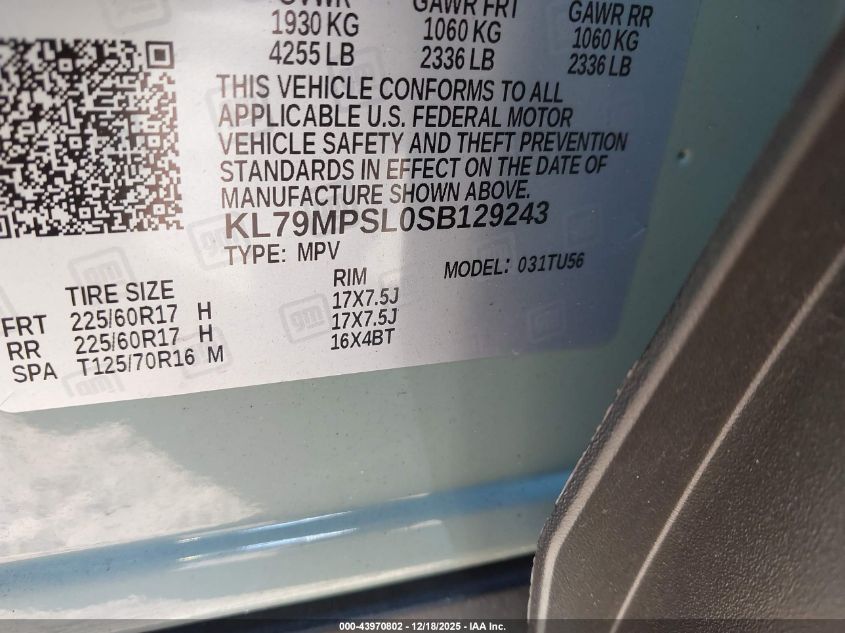 GVWR GAWR FRT GAWR RR
1930 KG 1060 KG 1060 KG
4255 LB 2336 LB 2336 LB
THIS VEHICLE CONFORMS TO ALL
APPLICABLE U.S. FEDERAL MOTOR
VEHICLE SAFETY AND THEFT PREVENTION
STANDARDS IN EFFECT ON THE DATE OF
MANUFACTURE SHOWN ABOVE.
KL79MPSL0SB129243
TYPE: MPV MODEL: 031TU56
TIRE SIZE RIM
FRT 225/60R17 H 17X7.5J
RR 225/60R17 H 17X7.5J
SPA T125/70R16 M 16X4BT
gm
000-43970802 — 12/18/2025 - IAA Inc.